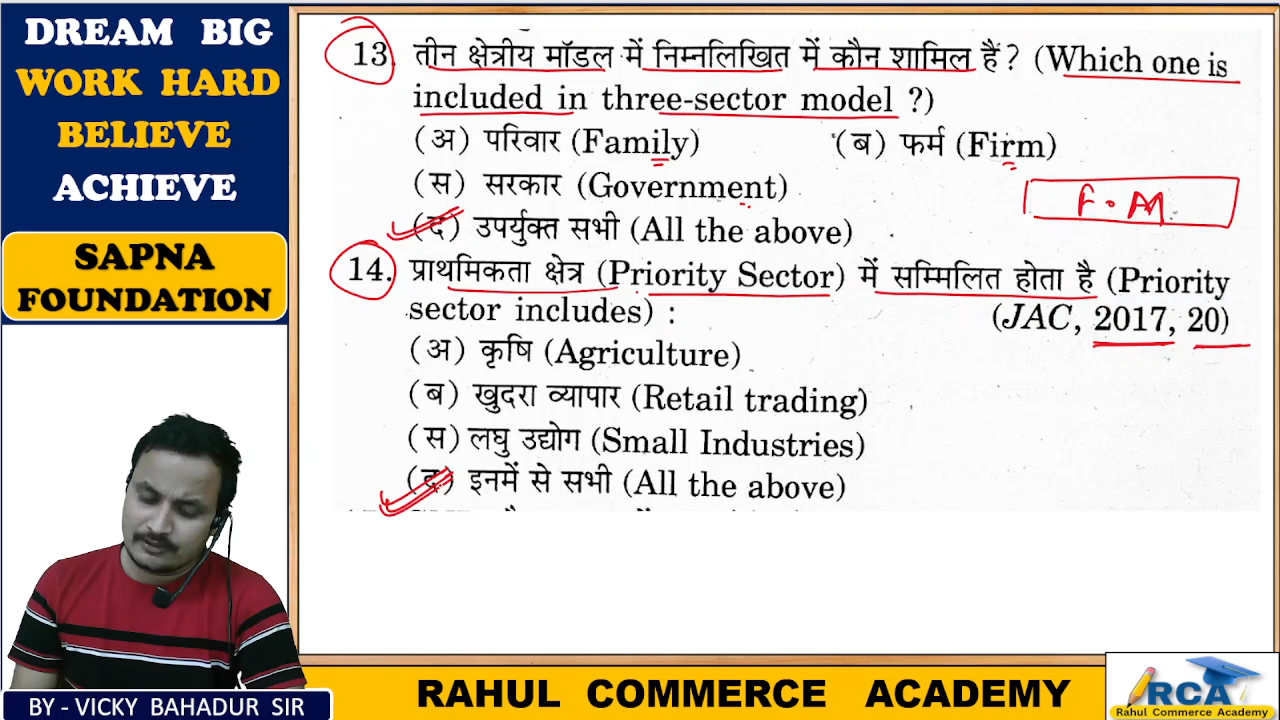 DREAM BIG
WORK HARD
BELIEVE
ACHIEVE
SAPNA
FOUNDATION
13. तीन क्षेत्रीय मॉडल में निम्नलिखित में कौन शामिल हैं ? (Which one is
included in three-sector model ?)
(अ) परिवार (Family) (ब) फर्म (Firm)
(स) सरकार (Government)
F. M
(द) उपर्युक्त सभी (All the above)
14. प्राथमिकता क्षेत्र (Priority Sector) में सम्मिलित होता है (Priority
sector includes) : (JAC, 2017, 20)
(अ) कृषि (Agriculture)
(ब) खुदरा व्यापार (Retail trading)
(स) लघु उद्योग (Small Industries)
(द) इनमें से सभी (All the above)
BY - VICKY BAHADUR SIR
RAHUL COMMERCE ACADEMY
RCA
Rahul Commerce Academy